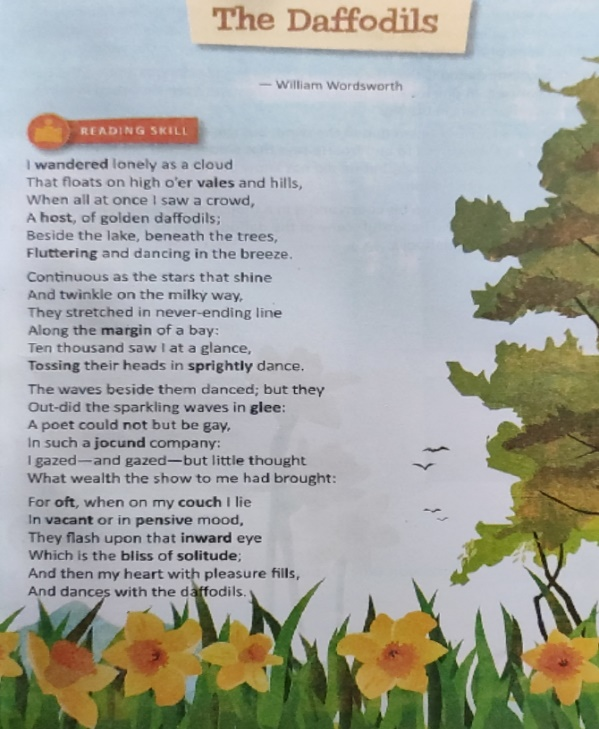 The Daffodils
— William Wordsworth
READING SKILL
I wandered lonely as a cloud
That floats on high o'er vales and hills,
When all at once I saw a crowd,
A host, of golden daffodils;
Beside the lake, beneath the trees,
Fluttering and dancing in the breeze.
Continuous as the stars that shine
And twinkle on the milky way,
They stretched in never-ending line
Along the margin of a bay:
Ten thousand saw I at a glance,
Tossing their heads in sprightly dance.
The waves beside them danced; but they
Out-did the sparkling waves in glee:
A poet could not but be gay,
In such a jocund company:
I gazed—and gazed—but little thought
What wealth the show to me had brought:
For oft, when on my couch I lie
In vacant or in pensive mood,
They flash upon that inward eye
Which is the bliss of solitude;
And then my heart with pleasure fills,
And dances with the daffodils.